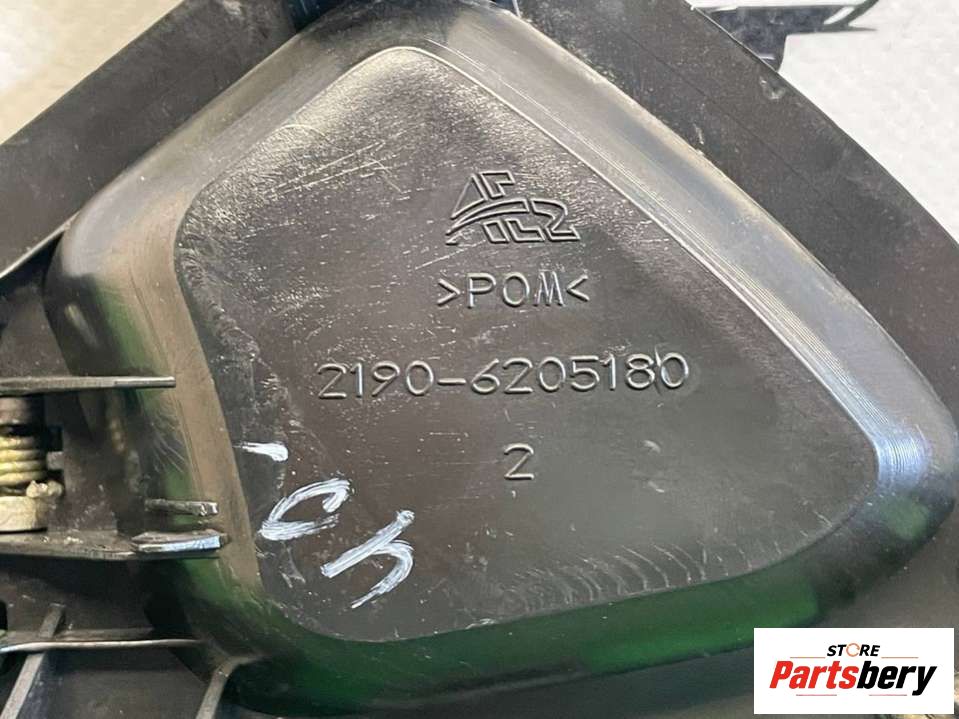 >POM<
2190-6205180
2
STORE
Partsbery